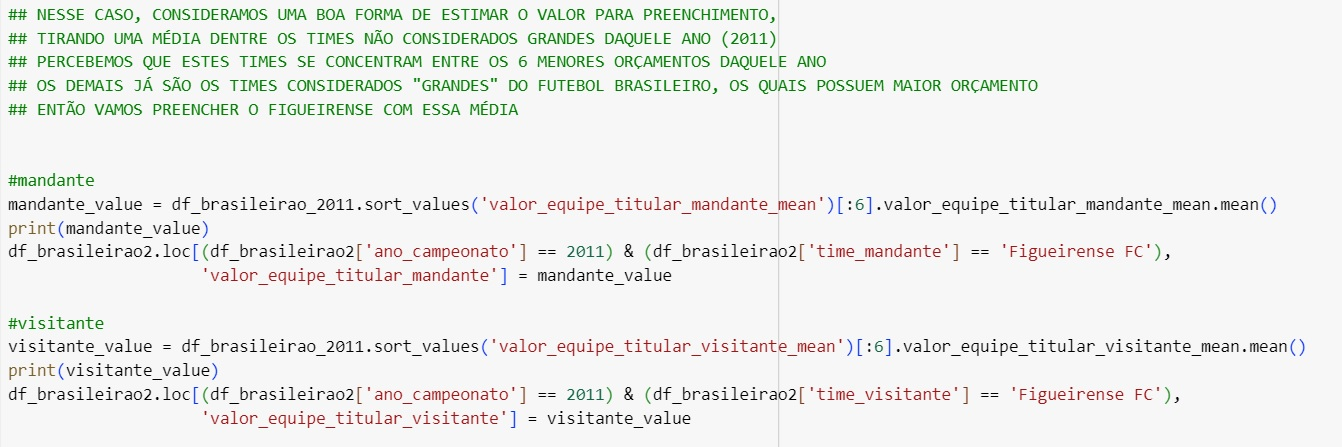 ## NESSE CASO, CONSIDERAMOS UMA BOA FORMA DE ESTIMAR O VALOR PARA PREENCHIMENTO,
## TIRANDO UMA MÉDIA DENTRE OS TIMES NÃO CONSIDERADOS GRANDES DAQUELE ANO (2011)
## PERCEBEMOS QUE ESTES TIMES SE CONCENTRAM ENTRE OS 6 MENORES ORÇAMENTOS DAQUELE ANO
## OS DEMAIS JÁ SÃO OS TIMES CONSIDERADOS "GRANDES" DO FUTEBOL BRASILEIRO, OS QUAIS POSSUEM MAIOR ORÇAMENTO
## ENTÃO VAMOS PREENCHER O FIGUEIRENSE COM ESSA MÉDIA
#mandante
mandante_value = df_brasileirao_2011.sort_values('valor_equipe_titular_mandante_mean')[:6].valor_equipe_titular_mandante_mean.mean()
print(mandante_value)
df_brasileirao2.loc[(df_brasileirao2['ano_campeonato'] == 2011) & (df_brasileirao2['time_mandante'] == 'Figueirense FC'),
'valor_equipe_titular_mandante'] = mandante_value
#visitante
visitante_value = df_brasileirao_2011.sort_values('valor_equipe_titular_visitante_mean')[:6].valor_equipe_titular_visitante_mean.mean()
print(visitante_value)
df_brasileirao2.loc[(df_brasileirao2['ano_campeonato'] == 2011) & (df_brasileirao2['time_visitante'] == 'Figueirense FC'),
'valor_equipe_titular_visitante'] = visitante_value